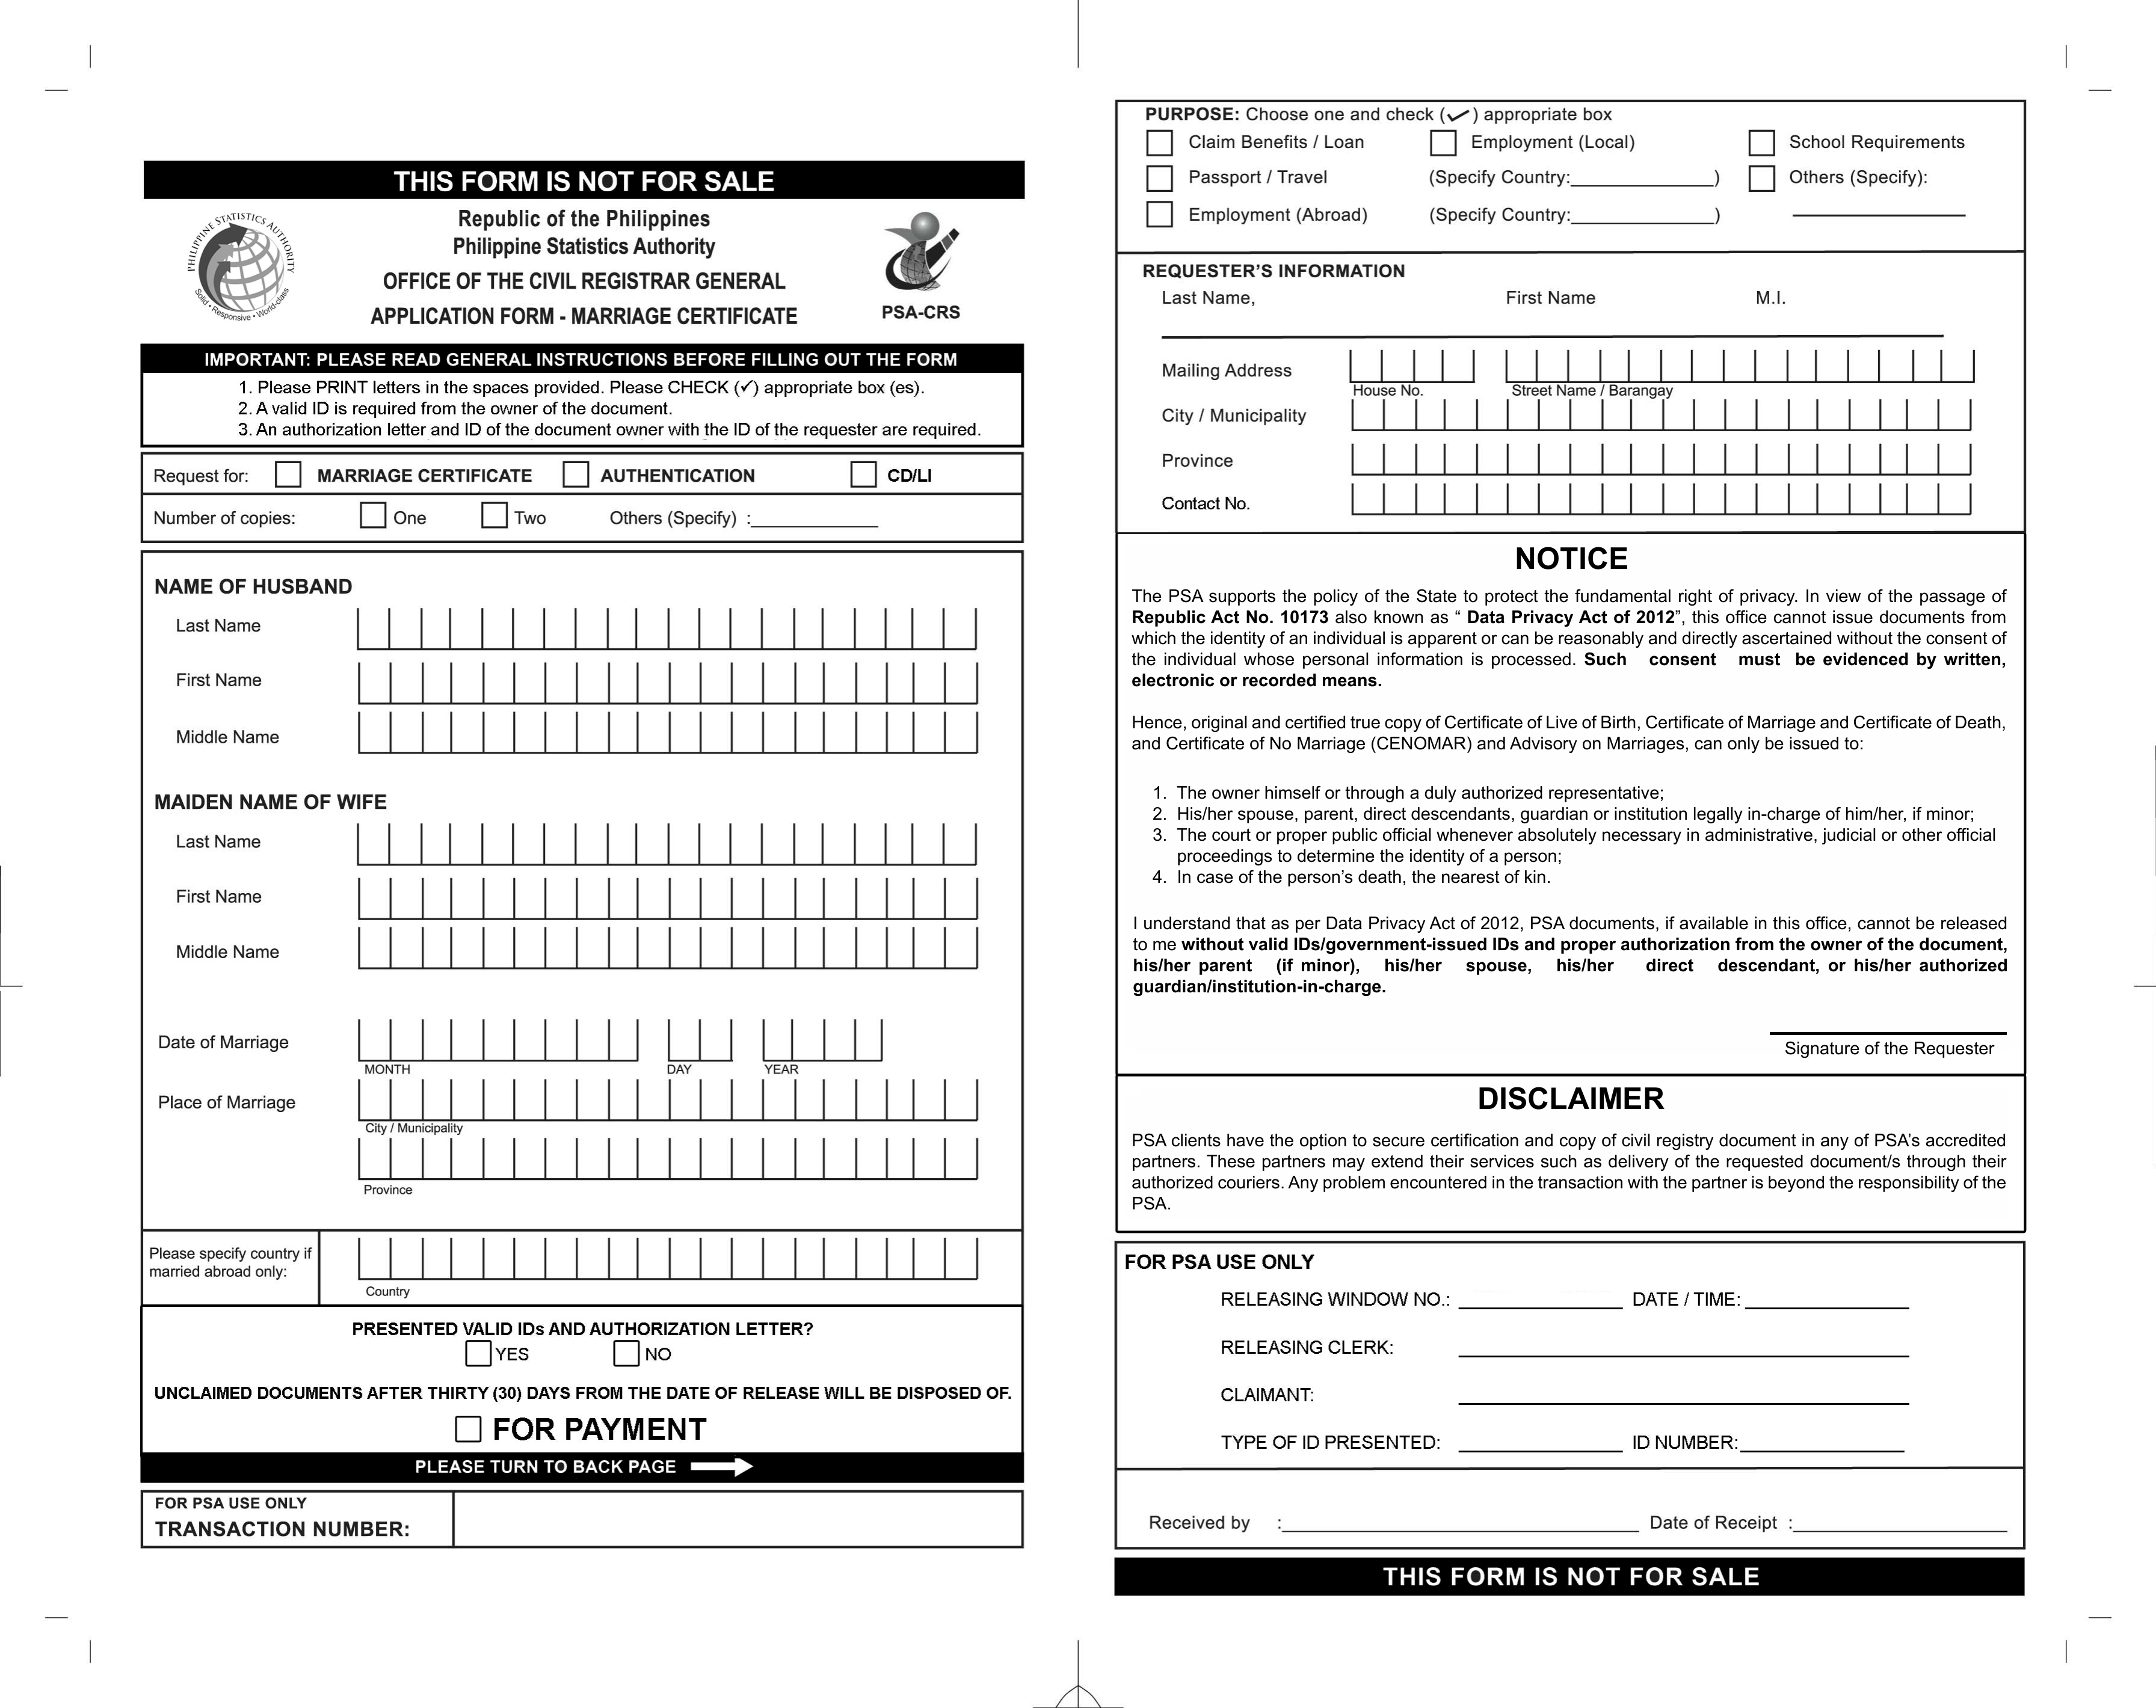 THIS FORM IS NOT FOR SALE
PHILIPPINE STATISTICS AUTHORITY
Solid • Responsive • World-class
Republic of the Philippines
Philippine Statistics Authority
OFFICE OF THE CIVIL REGISTRAR GENERAL
APPLICATION FORM - MARRIAGE CERTIFICATE
PSA-CRS
IMPORTANT: PLEASE READ GENERAL INSTRUCTIONS BEFORE FILLING OUT THE FORM
1. Please PRINT letters in the spaces provided. Please CHECK (✓) appropriate box (es).
2. A valid ID is required from the owner of the document.
3. An authorization letter and ID of the document owner with the ID of the requester are required.
Request for: MARRIAGE CERTIFICATE AUTHENTICATION CD/LI
Number of copies: One Two Others (Specify) :____________
NAME OF HUSBAND
Last Name
First Name
Middle Name
MAIDEN NAME OF WIFE
Last Name
First Name
Middle Name
Date of Marriage
MONTH DAY YEAR
Place of Marriage
City / Municipality
Province
Please specify country if
married abroad only:
Country
PRESENTED VALID IDs AND AUTHORIZATION LETTER?
YES NO
UNCLAIMED DOCUMENTS AFTER THIRTY (30) DAYS FROM THE DATE OF RELEASE WILL BE DISPOSED OF.
FOR PAYMENT
PLEASE TURN TO BACK PAGE
FOR PSA USE ONLY
TRANSACTION NUMBER:
PURPOSE: Choose one and check (✓) appropriate box
Claim Benefits / Loan Employment (Local) School Requirements
Passport / Travel (Specify Country:______________) Others (Specify):
Employment (Abroad) (Specify Country:______________)
REQUESTER'S INFORMATION
Last Name, First Name M.I.
Mailing Address
House No. Street Name / Barangay
City / Municipality
Province
Contact No.
NOTICE
The PSA supports the policy of the State to protect the fundamental right of privacy. In view of the passage of
Republic Act No. 10173 also known as “ Data Privacy Act of 2012”, this office cannot issue documents from
which the identity of an individual is apparent or can be reasonably and directly ascertained without the consent of
the individual whose personal information is processed. Such consent must be evidenced by written,
electronic or recorded means.
Hence, original and certified true copy of Certificate of Live of Birth, Certificate of Marriage and Certificate of Death,
and Certificate of No Marriage (CENOMAR) and Advisory on Marriages, can only be issued to:
1. The owner himself or through a duly authorized representative;
2. His/her spouse, parent, direct descendants, guardian or institution legally in-charge of him/her, if minor;
3. The court or proper public official whenever absolutely necessary in administrative, judicial or other official
proceedings to determine the identity of a person;
4. In case of the person's death, the nearest of kin.
I understand that as per Data Privacy Act of 2012, PSA documents, if available in this office, cannot be released
to me without valid IDs/government-issued IDs and proper authorization from the owner of the document,
his/her parent (if minor), his/her spouse, his/her direct descendant, or his/her authorized
guardian/institution-in-charge.
Signature of the Requester
DISCLAIMER
PSA clients have the option to secure certification and copy of civil registry document in any of PSA's accredited
partners. These partners may extend their services such as delivery of the requested document/s through their
authorized couriers. Any problem encountered in the transaction with the partner is beyond the responsibility of the
PSA.
FOR PSA USE ONLY
RELEASING WINDOW NO.: ____________ DATE / TIME: ____________
RELEASING CLERK:
CLAIMANT:
TYPE OF ID PRESENTED: ____________ ID NUMBER: ____________
Received by :____________ Date of Receipt :____________
THIS FORM IS NOT FOR SALE